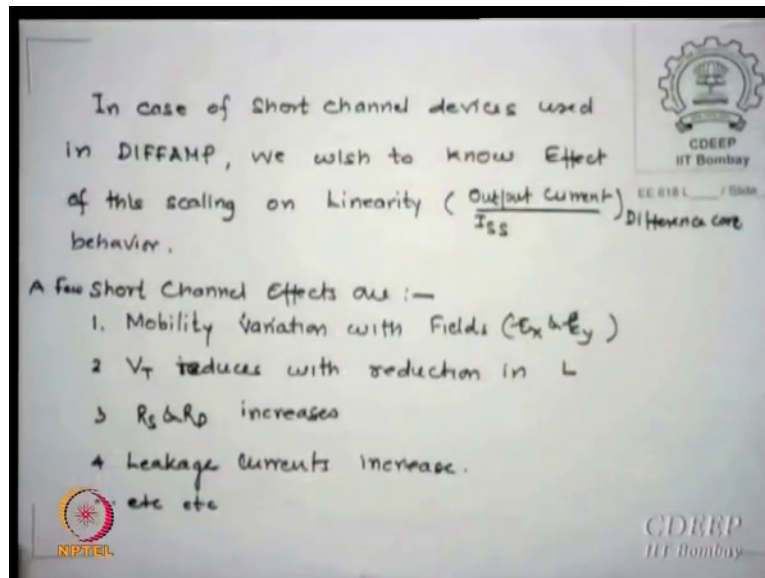 In case of Short channel devices used
in DIFFAMP, we wish to know Effect
of this scaling on Linearity (Output Current / ISS) Difference
behavior.
A few Short Channel Effects are :—
1. Mobility Variation with Fields (Ex & Ey)
2 VT reduces with reduction in L
3 RS & RD increases
4 Leakage Currents increase.
etc etc
CDEEP
IIT Bombay
EE 618 L / Slide
NPTEL
CDEEP
IIT Bombay